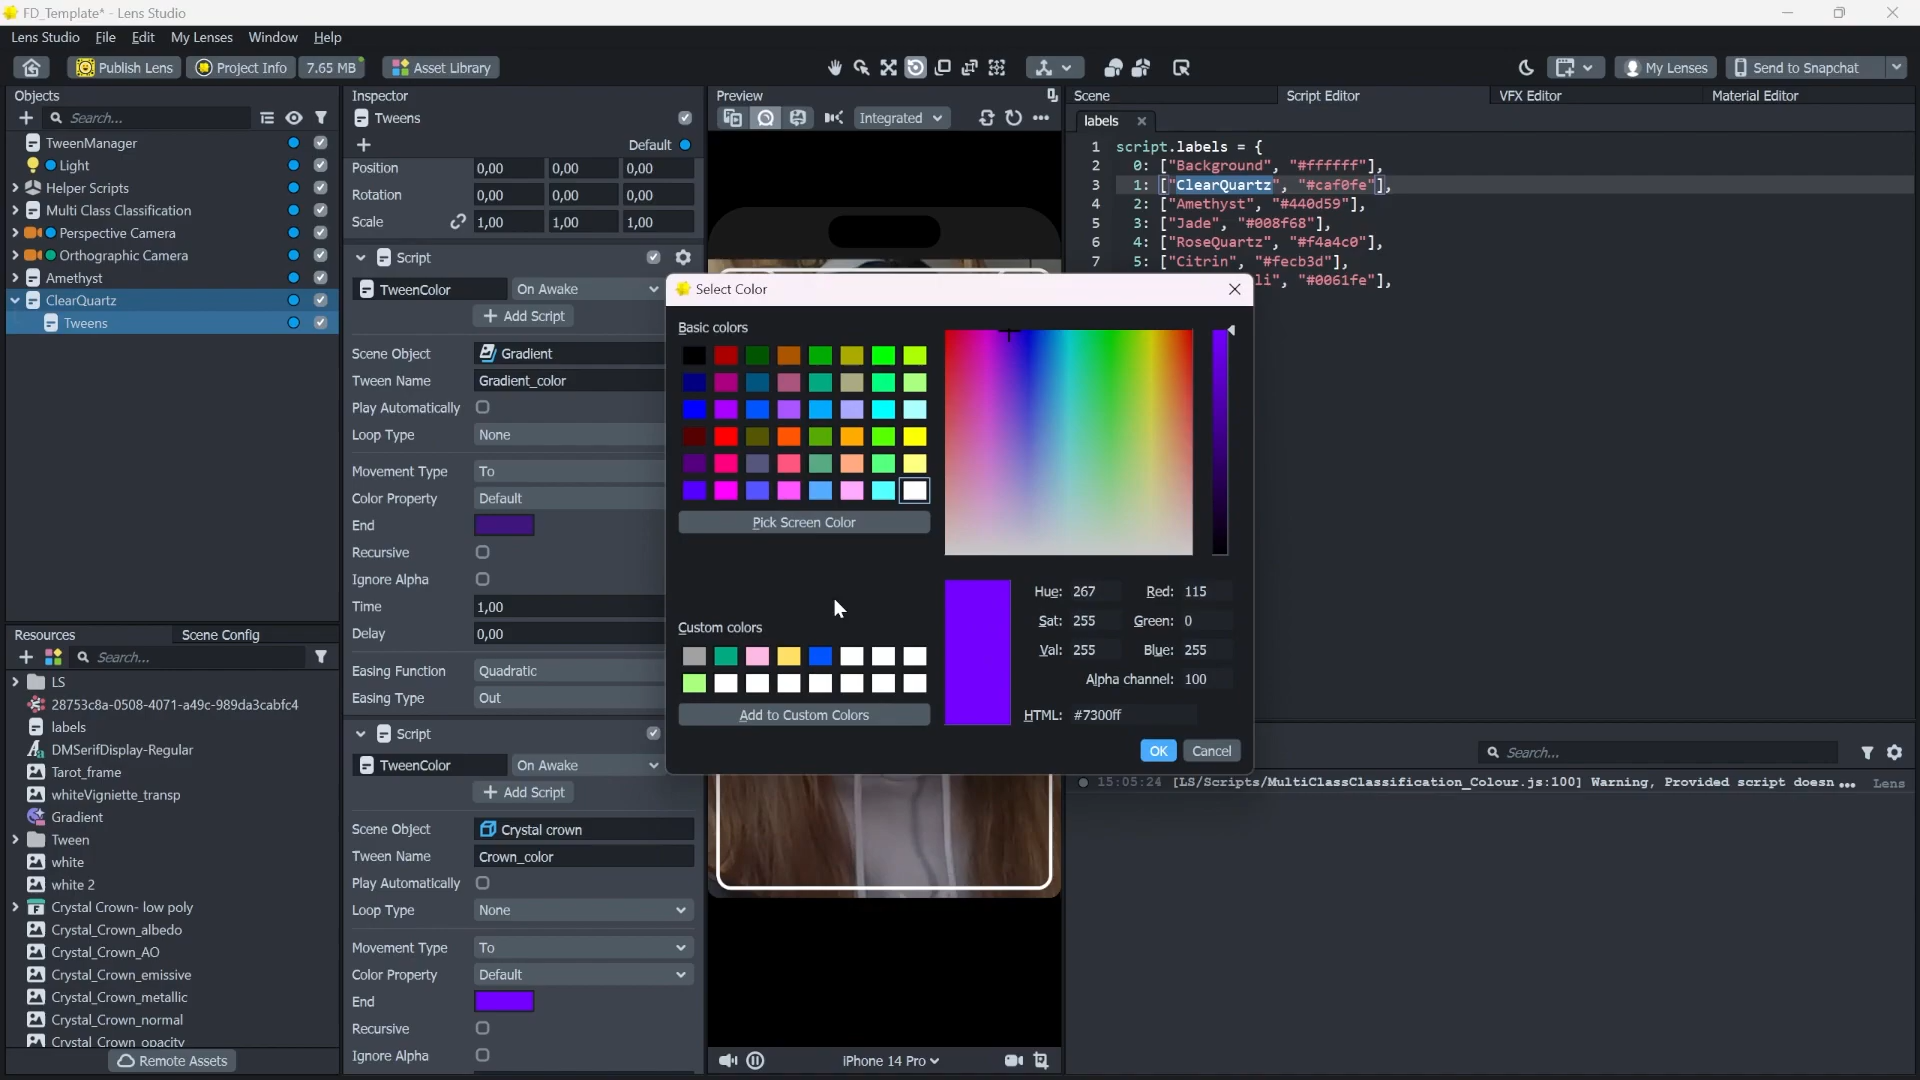 FD_Template* - Lens Studio
Lens Studio File Edit My Lenses Window Help
Publish Lens Project Info 7.65 MB Asset Library My Lenses Send to Snapchat
Objects
Search...
TweenManager
Light
Helper Scripts
Multi Class Classification
Perspective Camera
Orthographic Camera
Amethyst
ClearQuartz
Tweens
Resources Scene Config
Search...
LS
28753c8a-0508-4071-a49c-989da3cabfc4
labels
DMSerifDisplay-Regular
Tarot_frame
whiteVigniette_transp
Gradient
Tween
white
white 2
Crystal Crown- low poly
Crystal_Crown_albedo
Crystal_Crown_AO
Crystal_Crown_emissive
Crystal_Crown_metallic
Crystal_Crown_normal
Crystal_Crown_opacity
Remote Assets
Inspector
Tweens
Default
Position 0,00 0,00 0,00
Rotation 0,00 0,00 0,00
Scale 1,00 1,00 1,00
Script
TweenColor On Awake
+ Add Script
Scene Object Gradient
Tween Name Gradient_color
Play Automatically
Loop Type None
Movement Type To
Color Property Default
End
Recursive
Ignore Alpha
Time 1,00
Delay 0,00
Easing Function Quadratic
Easing Type Out
Script
TweenColor On Awake
+ Add Script
Scene Object Crystal crown
Tween Name Crown_color
Play Automatically
Loop Type None
Movement Type To
Color Property Default
End
Recursive
Ignore Alpha
Preview
Integrated
iPhone 14 Pro
Select Color
Basic colors
Pick Screen Color
Custom colors
Add to Custom Colors
Hue: 267 Red: 115
Sat: 255 Green: 0
Val: 255 Blue: 255
Alpha channel: 100
HTML: #7300ff
OK Cancel
Scene Script Editor VFX Editor Material Editor
labels
1 script.labels = {
2 0: ["Background", "#ffffff"],
3 1: ["ClearQuartz", "#caf0fe"],
4 2: ["Amethyst", "#440d59"],
5 3: ["Jade", "#008f68"],
6 4: ["RoseQuartz", "#f4a4c0"],
7 5: ["Citrin", "#fecb3d"],
li", "#0061fe"],
Search...
15:05:24 [LS/Scripts/MultiClassClassification_Colour.js:100] Warning, Provided script doesn ... Lens